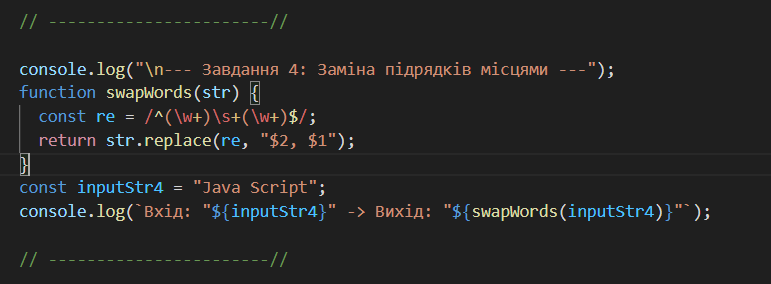 // -----------------------//
console.log("\n--- Завдання 4: Заміна підрядків місцями ---");
function swapWords(str) {
  const re = /^(\w+)\s+(\w+)$/;
  return str.replace(re, "$2, $1");
}
const inputStr4 = "Java Script";
console.log(`Вхід: "${inputStr4}" -> Вихід: "${swapWords(inputStr4)}"`);
// -----------------------//